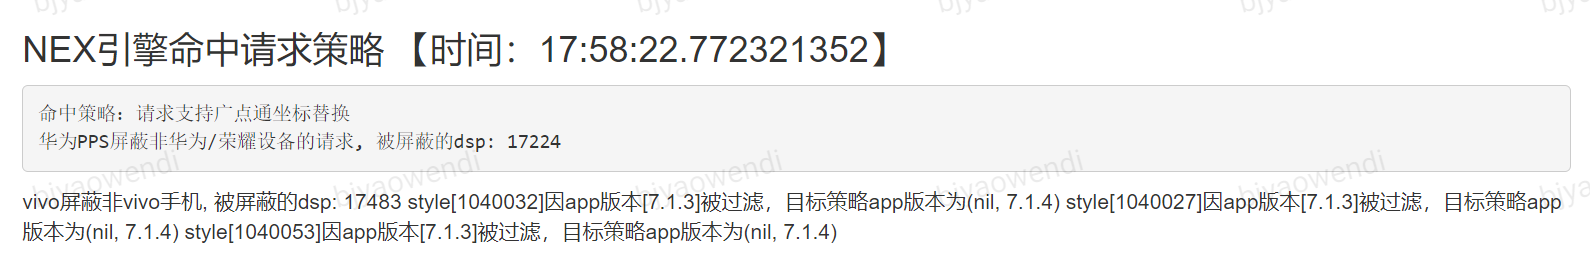 NEX引擎命中请求策略 【时间：17:58:22.772321352】
命中策略：请求支持广点通坐标替换
华为PPS屏蔽非华为/荣耀设备的请求, 被屏蔽的dsp: 17224
vivo屏蔽非vivo手机, 被屏蔽的dsp: 17483 style[1040032]因app版本[7.1.3]被过滤，目标策略app版本为(nil, 7.1.4) style[1040027]因app版本[7.1.3]被过滤，目标策略app
版本为(nil, 7.1.4) style[1040053]因app版本[7.1.3]被过滤，目标策略app版本为(nil, 7.1.4)
bjyaowendi
bjyaowendi
bjyaowendi
bjyaowendi
bjyaowendi